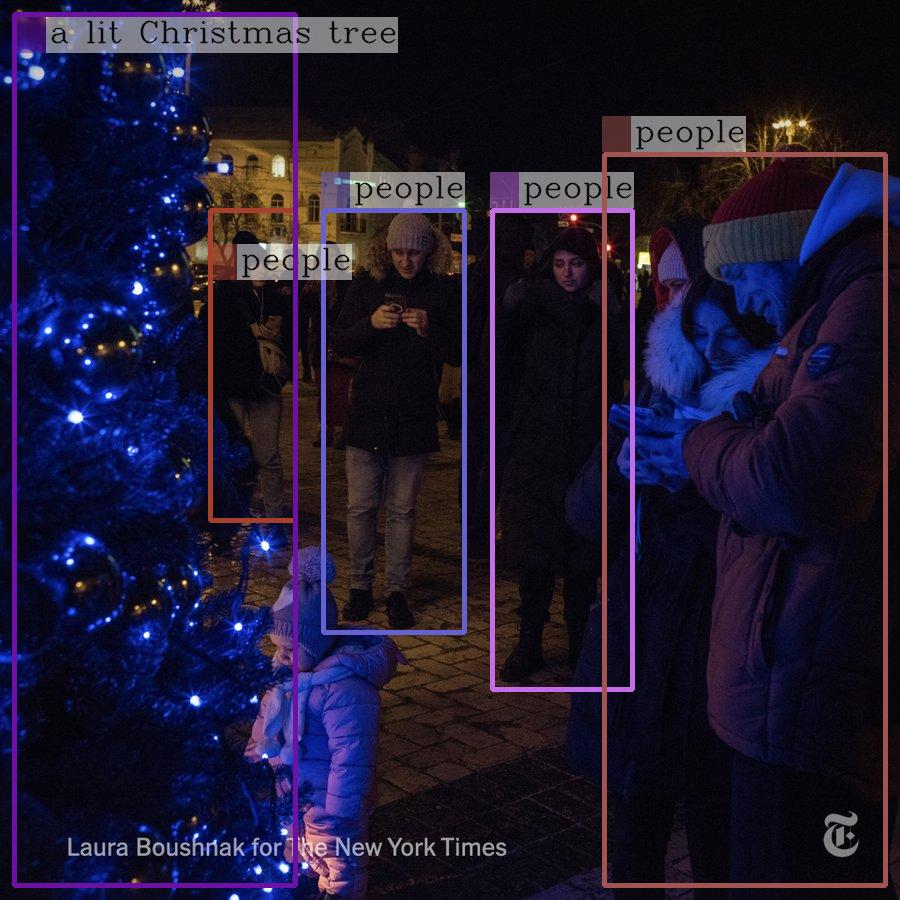 a lit Christmas tree
people
people
people
people
Laura Boushnak for The New York Times
T